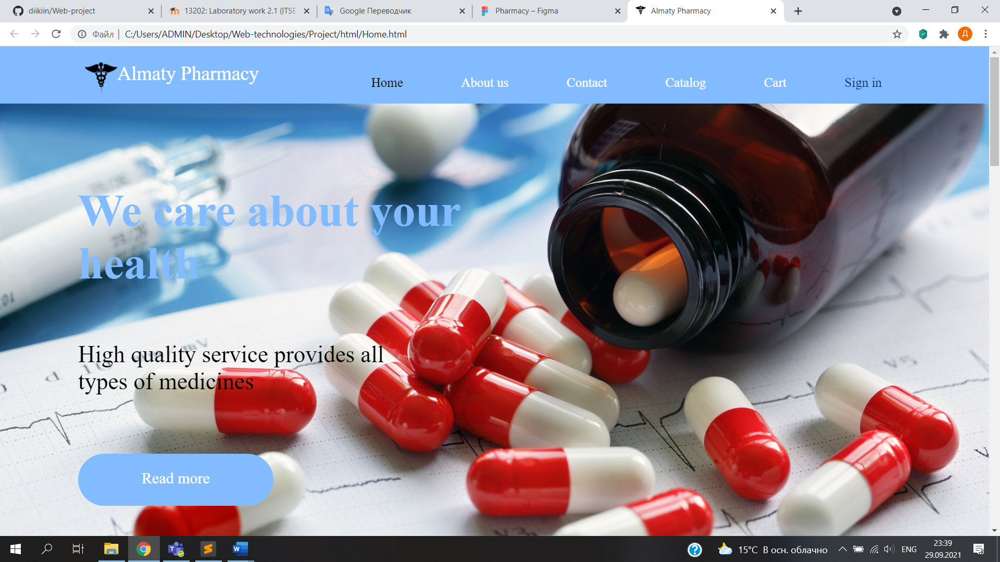 diikiin/Web-project
13202: Laboratory work 2.1 (ITSE
Google Переводчик
Pharmacy – Figma
Almaty Pharmacy
Файл
C:/Users/ADMIN/Desktop/Web-technologies/Project/html/Home.html
Д
Almaty Pharmacy
Home
About us
Contact
Catalog
Cart
Sign in
We care about your
health
High quality service provides all
types of medicines
Read more
V5
15°C В осн. облачно
ENG
23:39
29.09.2021